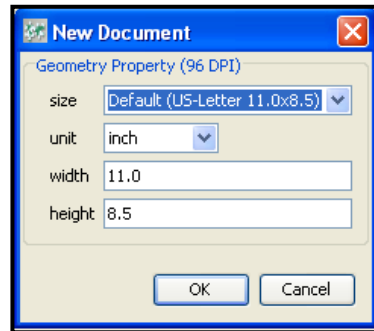 New Document
Geometry Property (96 DPI)
size Default (US-Letter 11.0x8.5)
unit inch
width 11.0
height 8.5
OK Cancel